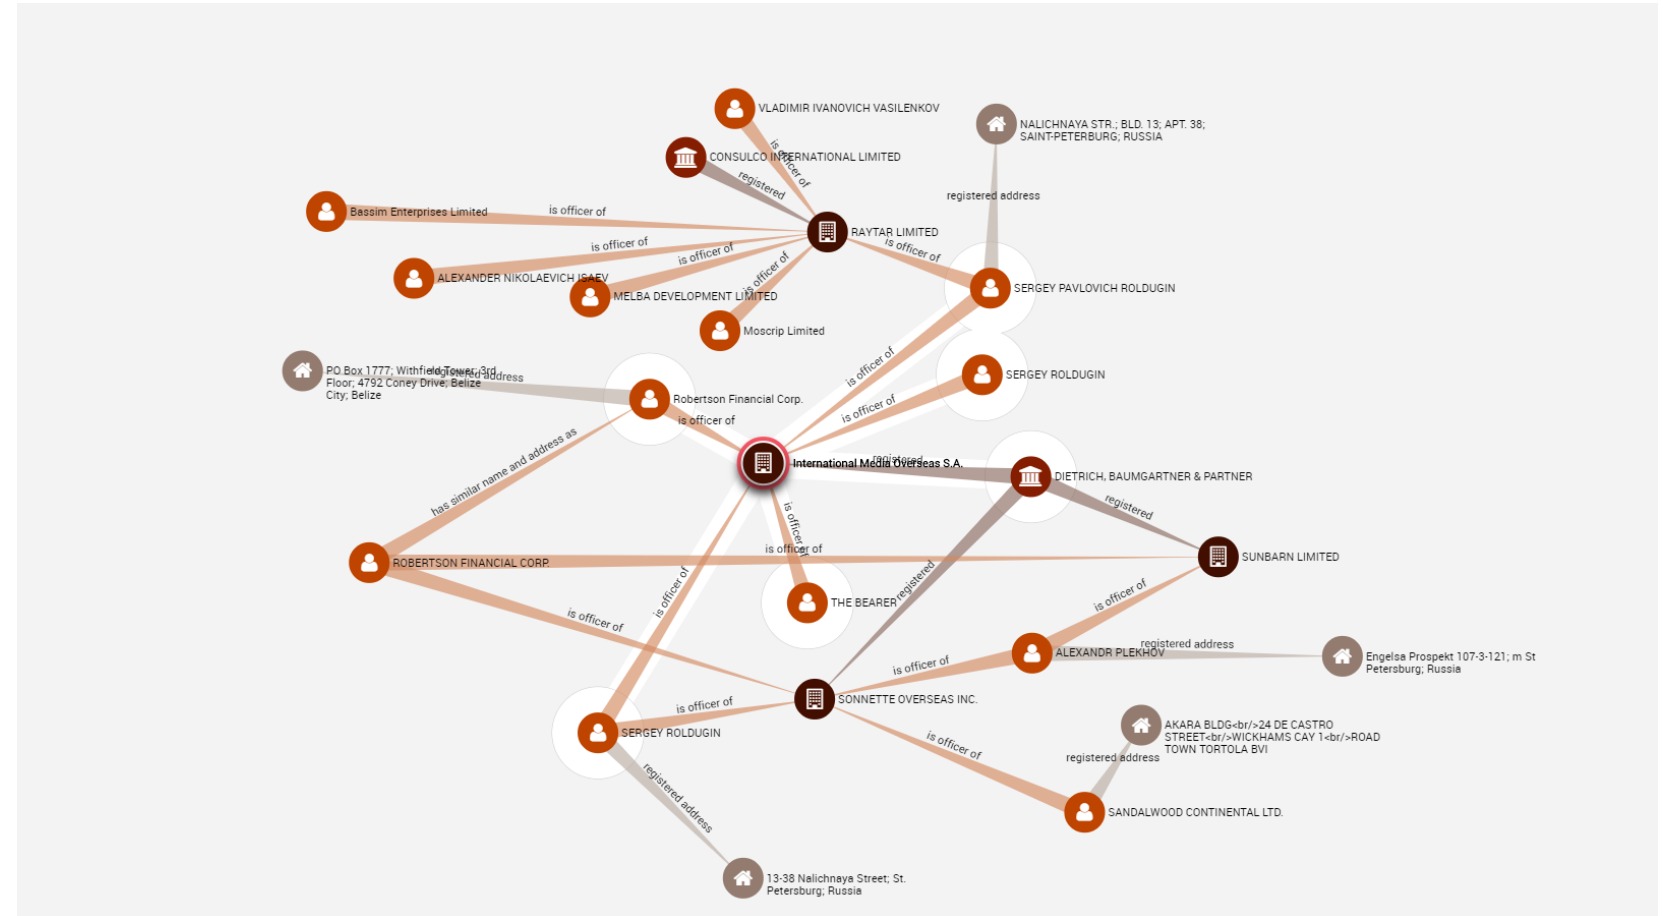 VLADIMIR IVANOVICH VASILENKOV
is officer of
NALICHNAYA STR.; BLD. 13; APT. 38;
SAINT-PETERBURG; RUSSIA
CONSULCO INTERNATIONAL LIMITED
registered
registered address
Bassim Enterprises Limited
is officer of
RAYTAR LIMITED
is officer of
is officer of
is officer of
is officer of
ALEXANDER NIKOLAEVICH ISAEV
MELBA DEVELOPMENT LIMITED
SERGEY PAVLOVICH ROLDUGIN
Moscrip Limited
PO Box 1777; Withfield Tower; 3rd
Floor; 4792 Coney Drive; Belize
City; Belize
registered address
is officer of
SERGEY ROLDUGIN
Robertson Financial Corp.
is officer of
is officer of
registered
International Media Overseas S.A.
DIETRICH, BAUMGARTNER & PARTNER
has similar name and address as
registered
is officer of
is officer of
SUNBARN LIMITED
ROBERTSON FINANCIAL CORP.
is officer of
registered
THE BEARER
is officer of
is officer of
registered address
ALEXANDR PLEKHOV
Engelsa Prospekt 107-3-121; m St
Petersburg; Russia
is officer of
SONNETTE OVERSEAS INC.
is officer of
SERGEY ROLDUGIN
AKARA BLDG<br/>24 DE CASTRO
STREET<br/>WICKHAMS CAY 1<br/>ROAD
TOWN TORTOLA BVI
is officer of
registered address
registered address
SANDALWOOD CONTINENTAL LTD.
13-38 Nalichnaya Street; St.
Petersburg; Russia